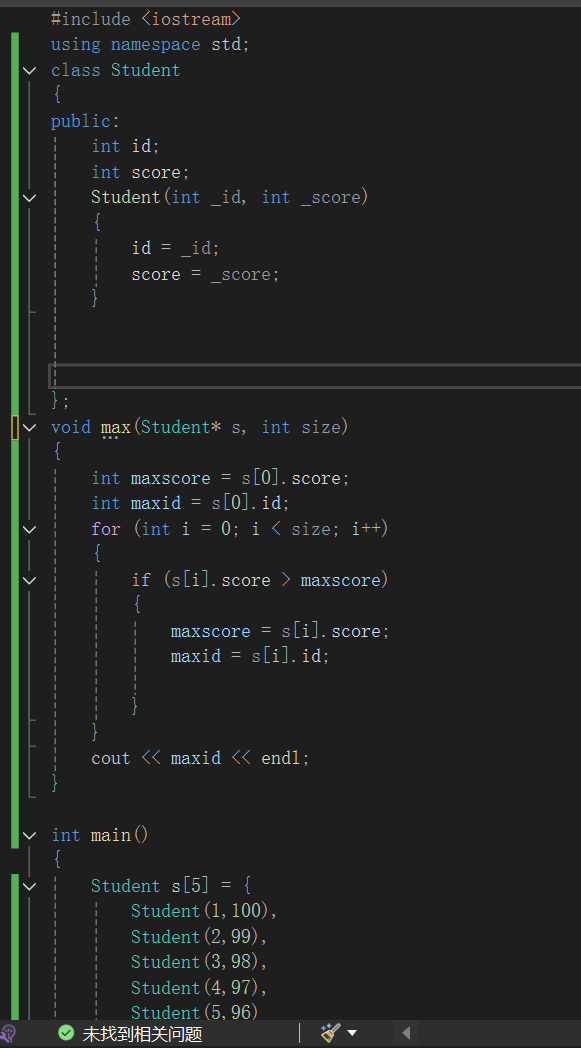 #include <iostream>
using namespace std;
class Student
{
public:
    int id;
    int score;
    Student(int _id, int _score)
    {
        id = _id;
        score = _score;
    }
};
void max(Student* s, int size)
{
    int maxscore = s[0].score;
    int maxid = s[0].id;
    for (int i = 0; i < size; i++)
    {
        if (s[i].score > maxscore)
        {
            maxscore = s[i].score;
            maxid = s[i].id;
        }
    }
    cout << maxid << endl;
}
int main()
{
    Student s[5] = {
        Student(1,100),
        Student(2,99),
        Student(3,98),
        Student(4,97),
        Student(5,96)
未找到相关问题